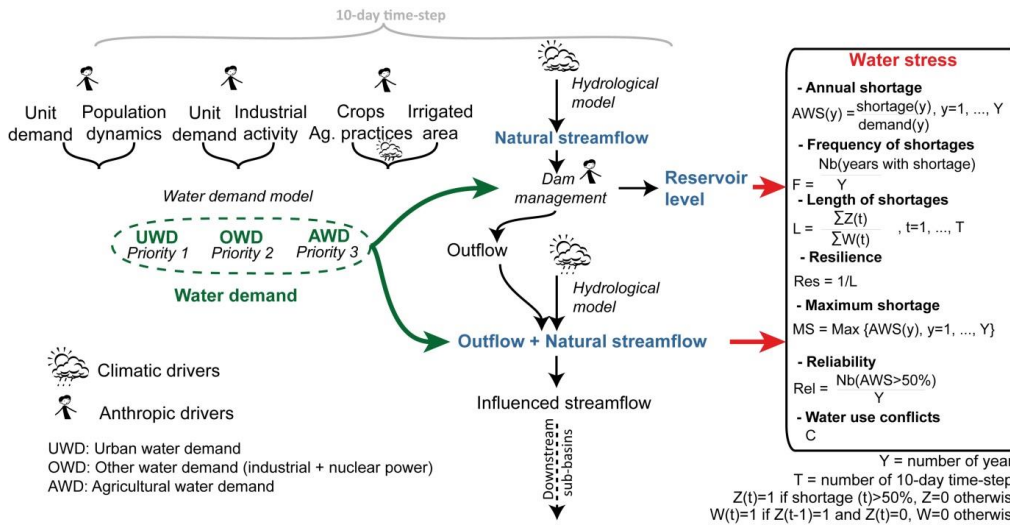 10-day time-step
Unit demand
Population dynamics
Unit demand
Industrial activity
Crops
Ag. practices
Irrigated area
Water demand model
UWD
Priority 1
OWD
Priority 2
AWD
Priority 3
Water demand
Hydrological
model
Natural streamflow
Dam
management
Reservoir
level
Outflow
Hydrological
model
Outflow + Natural streamflow
Influenced streamflow
Downstream
sub-basins
Climatic drivers
Anthropic drivers
UWD: Urban water demand
OWD: Other water demand (industrial + nuclear power)
AWD: Agricultural water demand
Water stress
- Annual shortage
AWS(y) = shortage(y), y=1, ..., Y
demand(y)
- Frequency of shortages
Nb(years with shortage)
F =
Y
- Length of shortages
L = ∑Z(t) , t=1, ..., T
∑W(t)
- Resilience
Res = 1/L
- Maximum shortage
MS = Max {AWS(y), y=1, ..., Y}
- Reliability
Rel = Nb(AWS>50%)
Y
- Water use conflicts
C
Y = number of year
T = number of 10-day time-step
Z(t)=1 if shortage (t)>50%, Z=0 otherwis
W(t)=1 if Z(t-1)=1 and Z(t)=0, W=0 otherwis